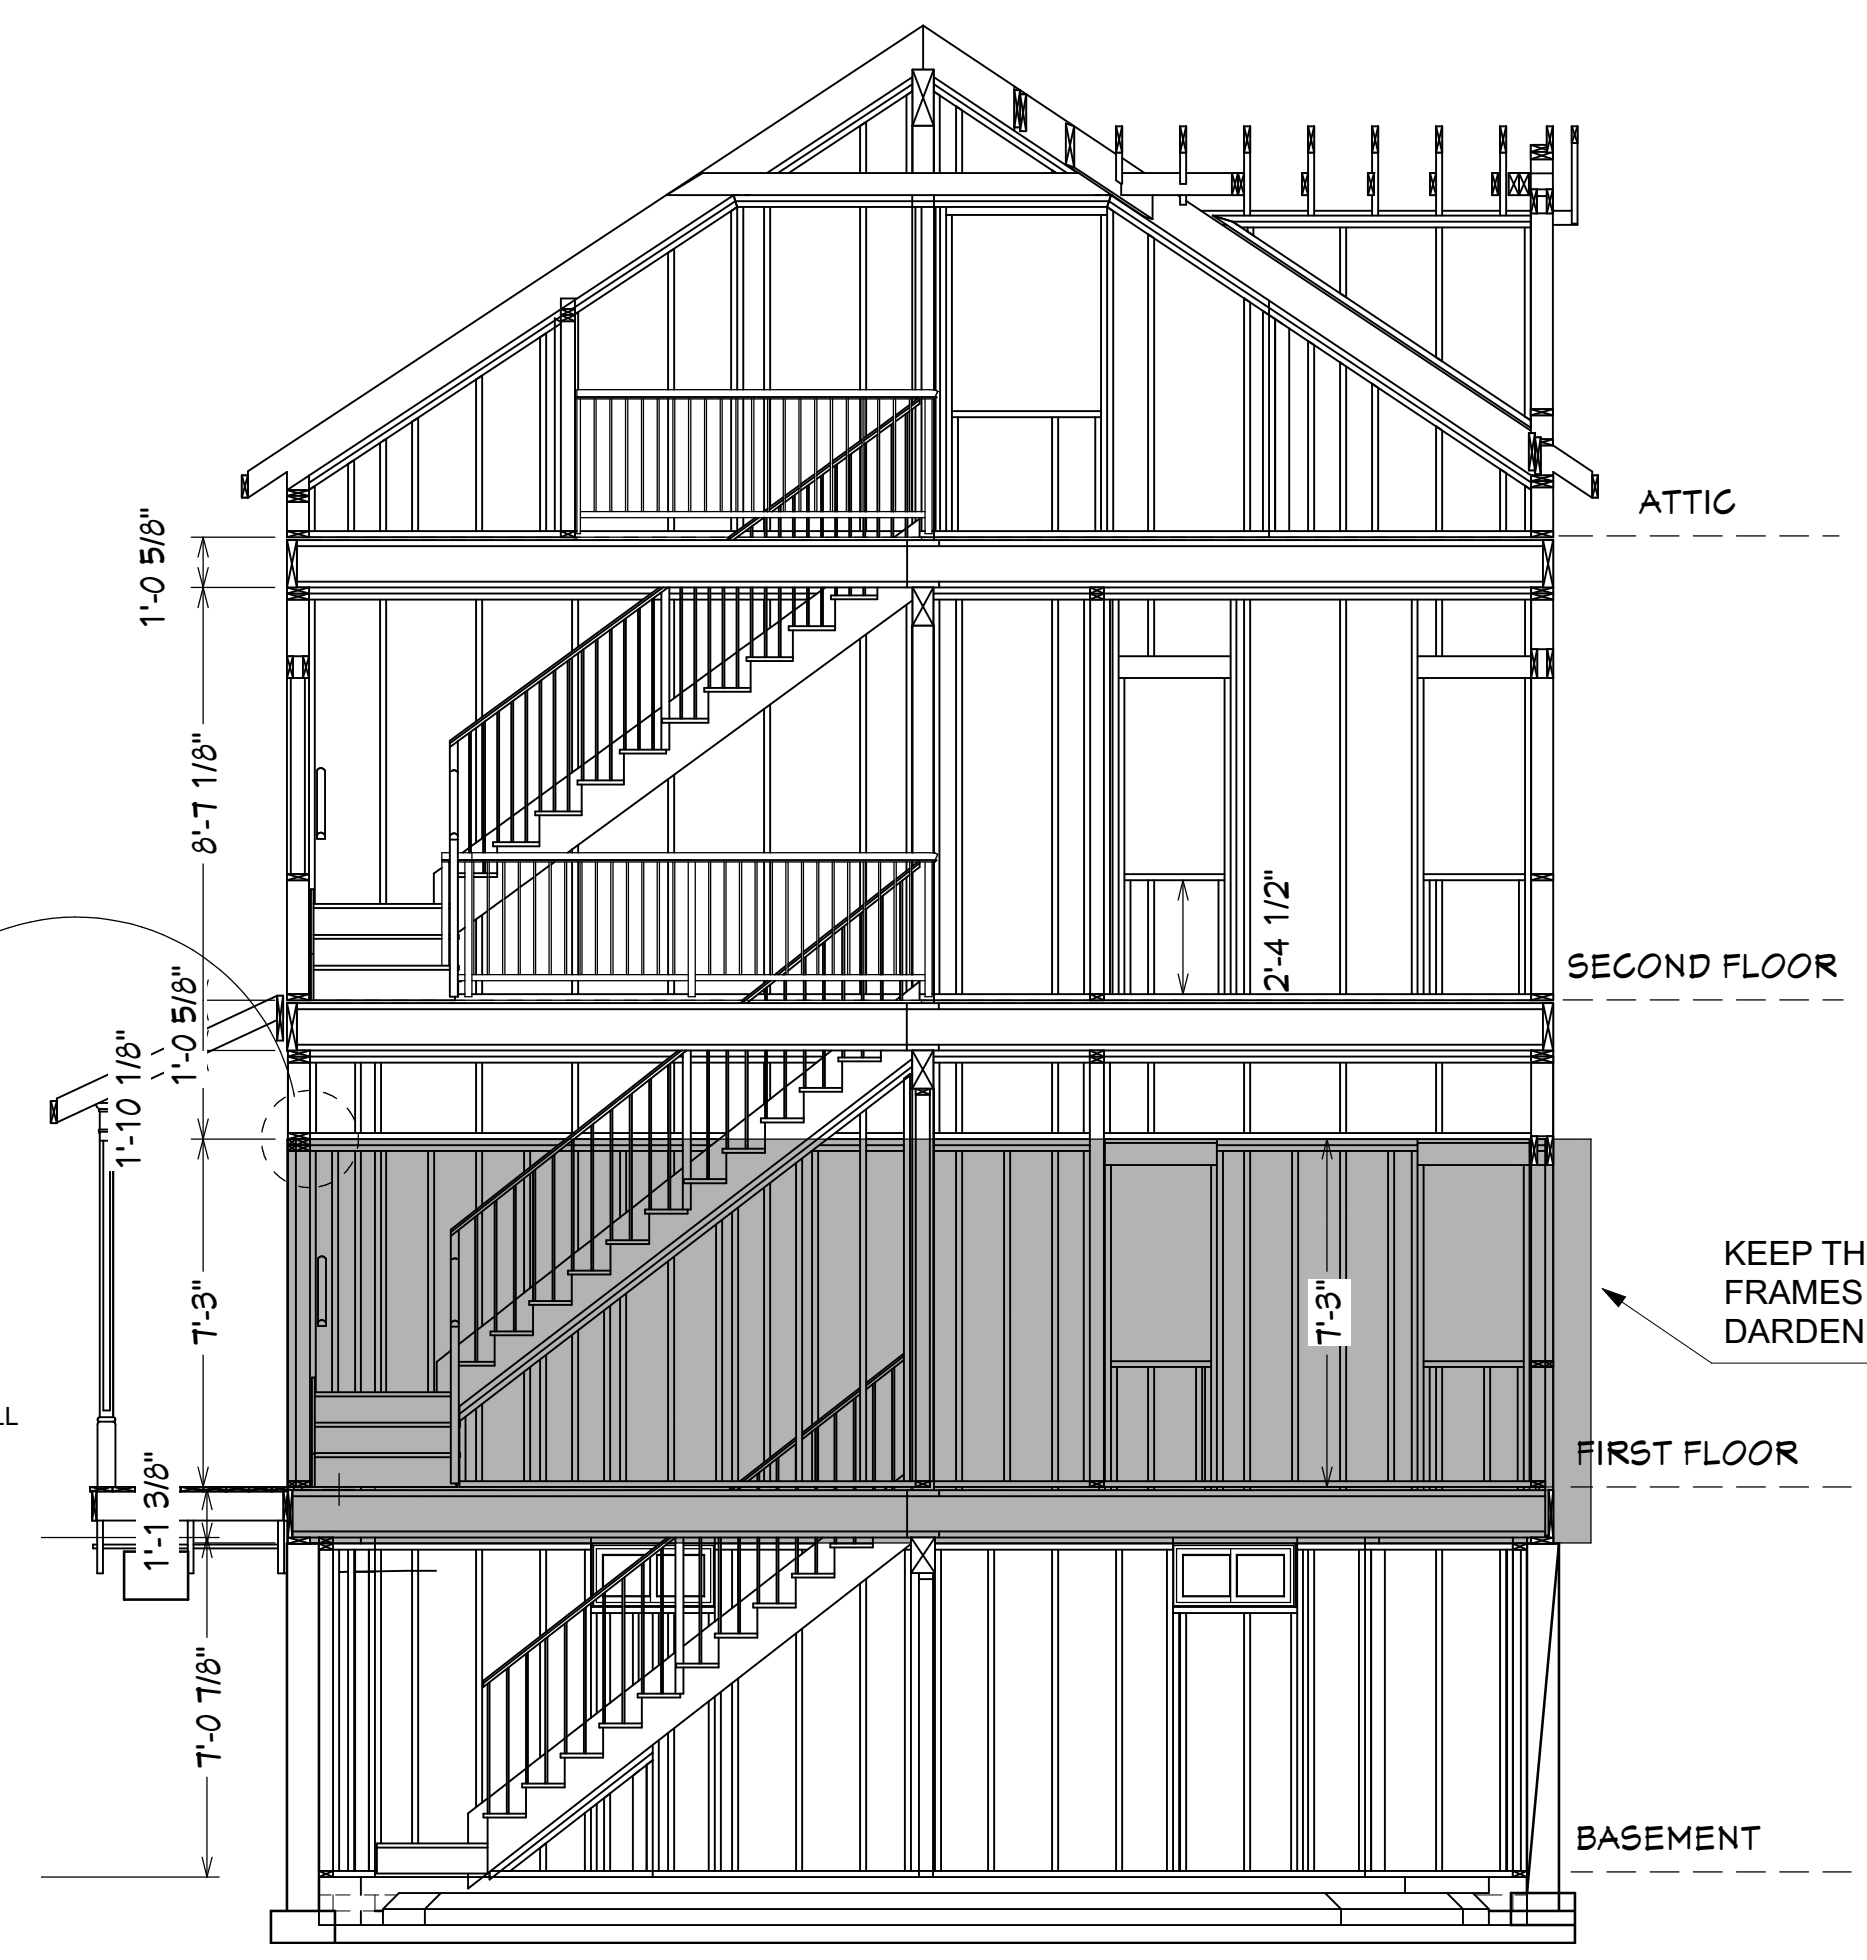 ATTIC
1'-0 5/8"
8'-7 1/8"
2'-4 1/2"
SECOND FLOOR
1'-0 5/8"
1'-10 1/8"
KEEP TH
FRAMES
DARDEN
7'-3"
7'-3"
LL
FIRST FLOOR
1'-1 3/8"
7'-0 7/8"
BASEMENT